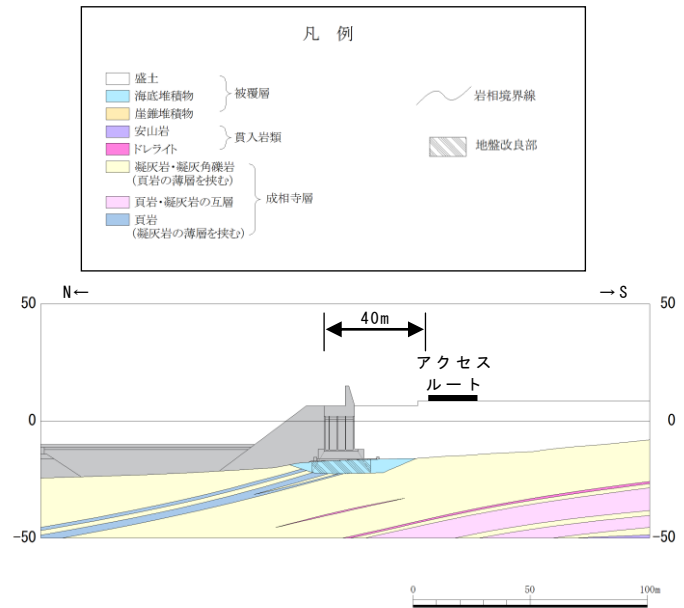 凡 例
盛土
海底堆積物
崖錐堆積物
被覆層
安山岩
ドレライト
貫入岩類
凝灰岩・凝灰角礫岩
(頁岩の薄層を挟む)
頁岩・凝灰岩の互層
頁岩
(凝灰岩の薄層を挟む)
成相寺層
岩相境界線
地盤改良部
N←
→S
50
50
40m
アクセス
ルート
0
0
-50
-50
0
50
100m